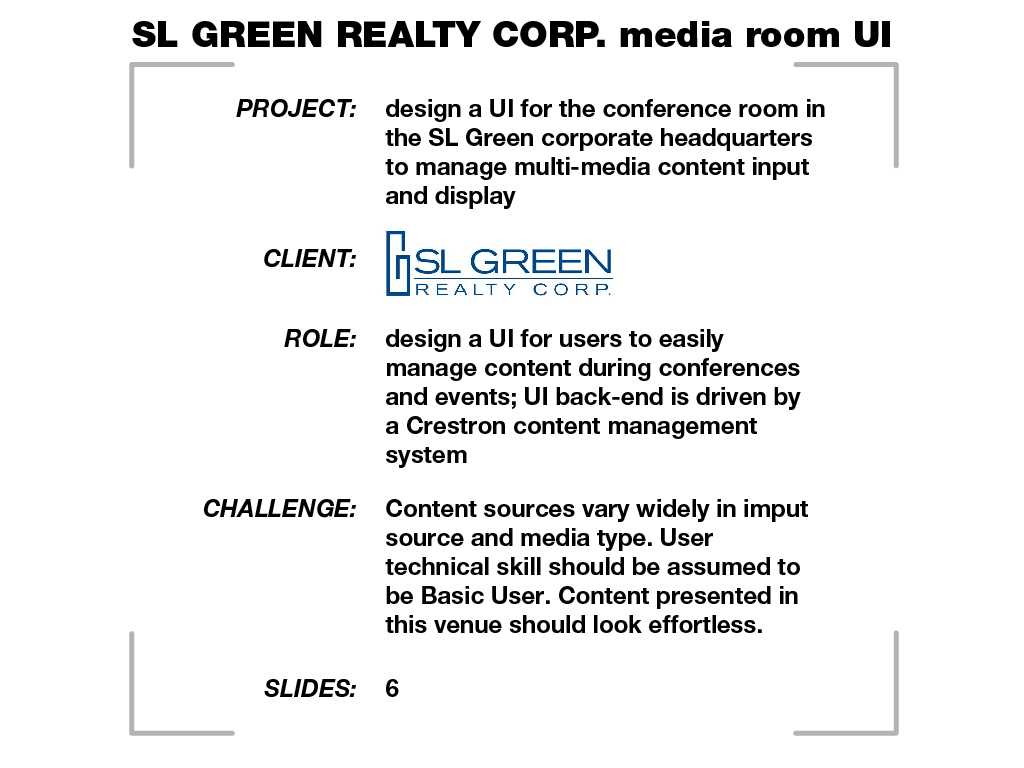 SL GREEN REALTY CORP. media room UI
PROJECT: design a UI for the conference room in
the SL Green corporate headquarters
to manage multi-media content input
and display
CLIENT: SL GREEN
REALTY CORP.
ROLE: design a UI for users to easily
manage content during conferences
and events; UI back-end is driven by
a Crestron content management
system
CHALLENGE: Content sources vary widely in imput
source and media type. User
technical skill should be assumed to
be Basic User. Content presented in
this venue should look effortless.
SLIDES: 6